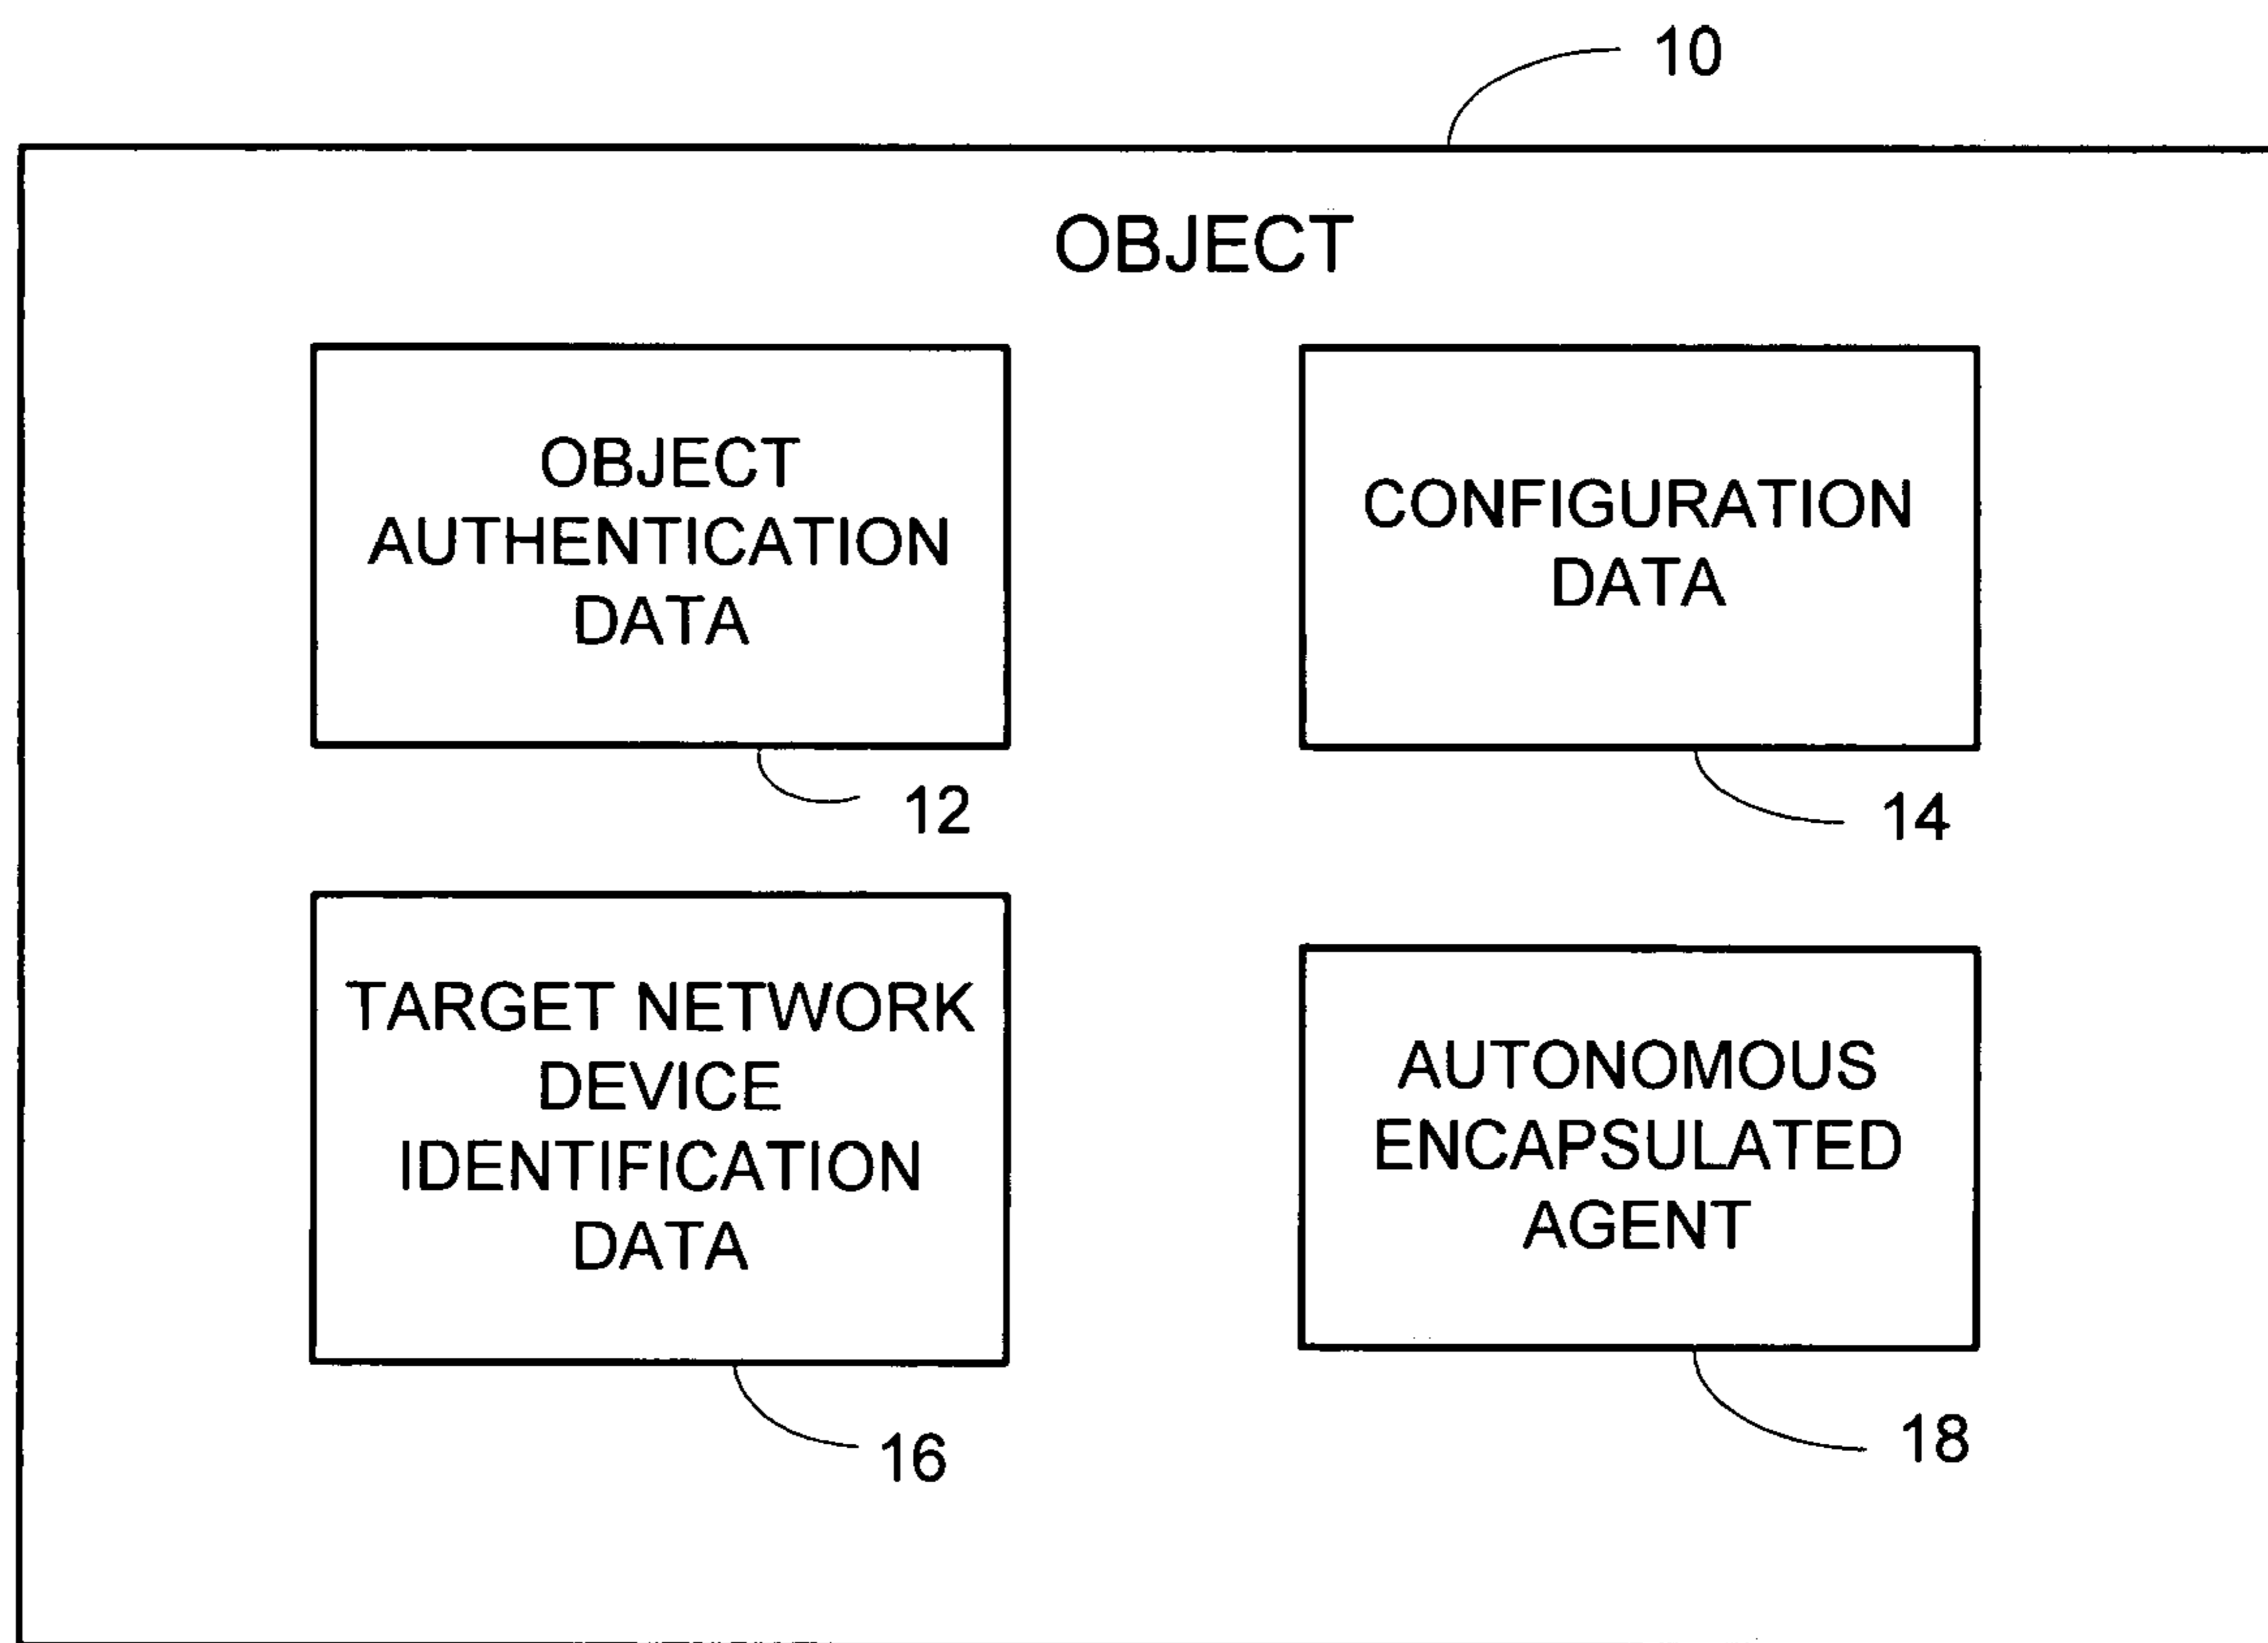 10
OBJECT
OBJECT
AUTHENTICATION
DATA
12
CONFIGURATION
DATA
14
TARGET NETWORK
DEVICE
IDENTIFICATION
DATA
16
AUTONOMOUS
ENCAPSULATED
AGENT
18